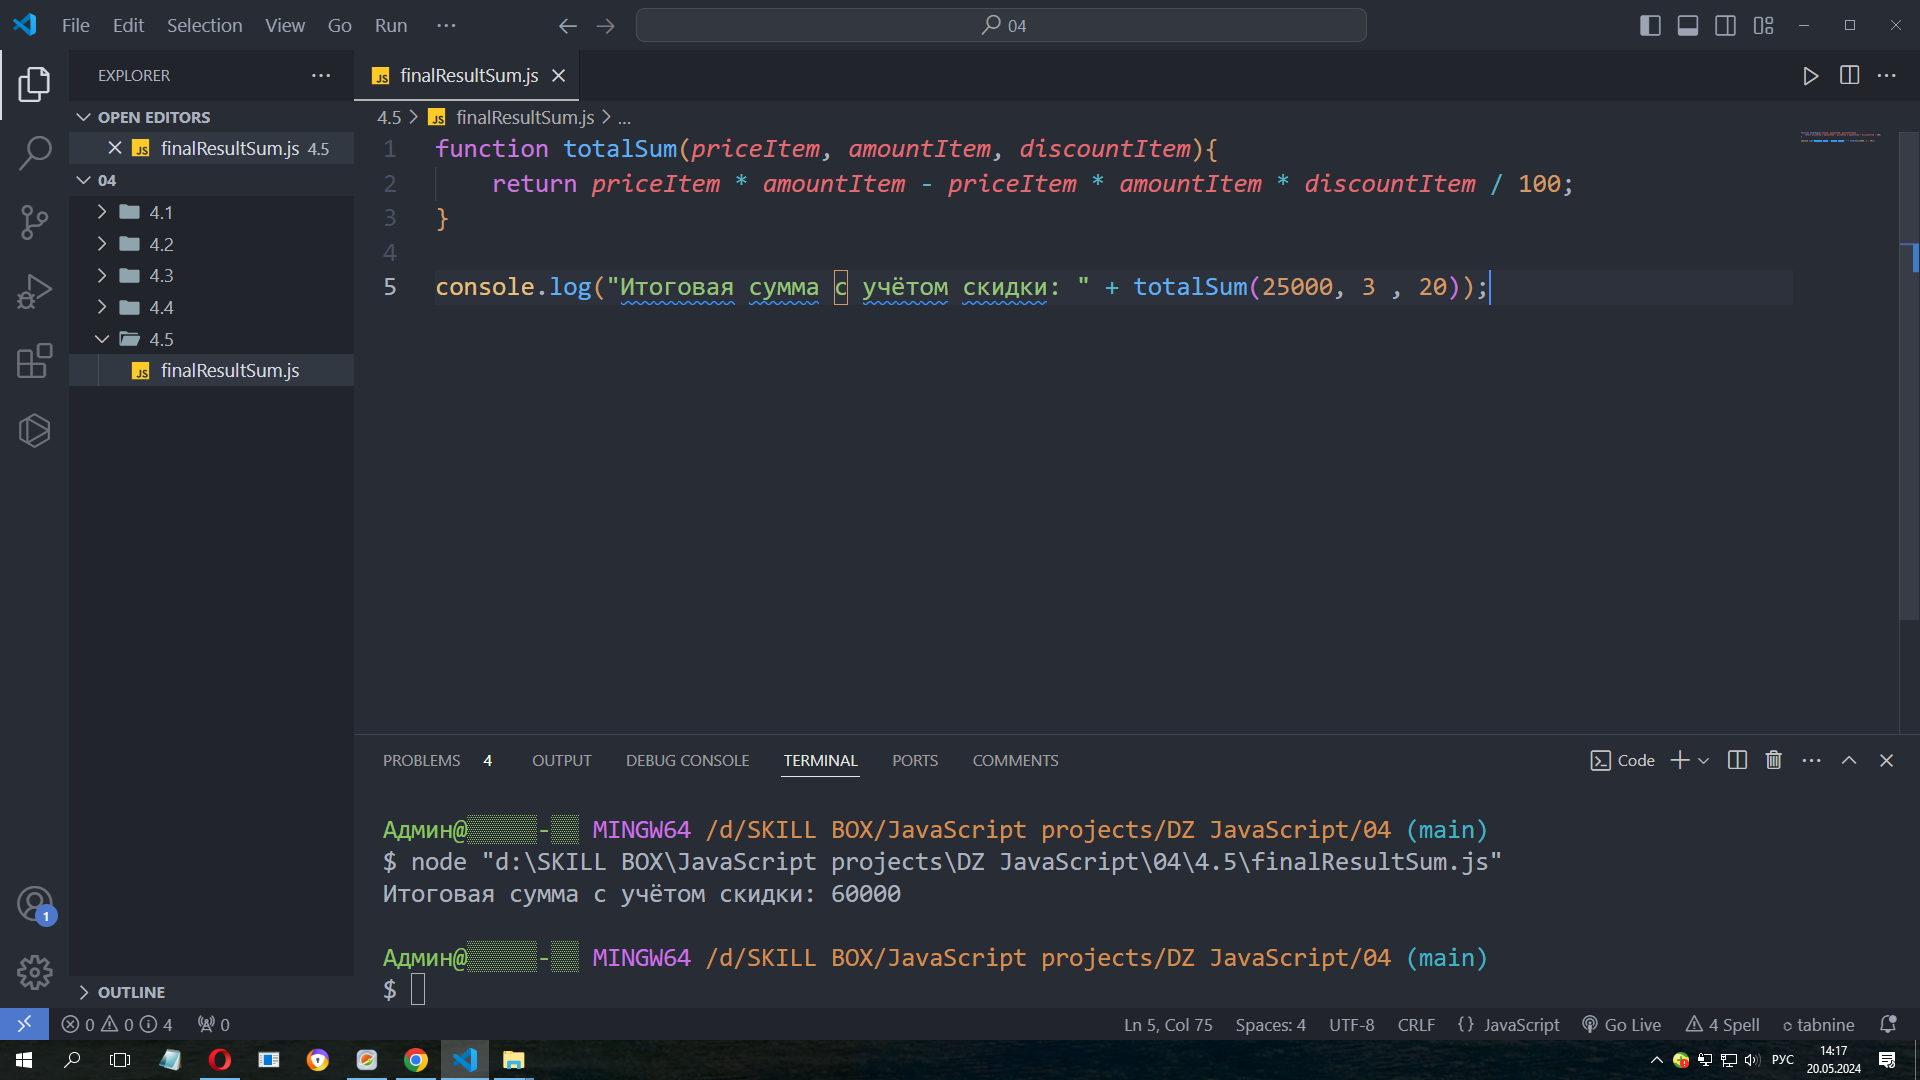 File Edit Selection View Go Run ··· 04
EXPLORER ···
OPEN EDITORS
JS finalResultSum.js 4.5
04
4.1
4.2
4.3
4.4
4.5
JS finalResultSum.js
OUTLINE
JS finalResultSum.js
4.5 > JS finalResultSum.js > ...
1 function totalSum(priceItem, amountItem, discountItem){
2 return priceItem * amountItem - priceItem * amountItem * discountItem / 100;
3 }
4
5 console.log("Итоговая сумма с учётом скидки: " + totalSum(25000, 3 , 20));
PROBLEMS 4 OUTPUT DEBUG CONSOLE TERMINAL PORTS COMMENTS Code
Админ@▒▒▒▒▒-▒▒ MINGW64 /d/SKILL BOX/JavaScript projects/DZ JavaScript/04 (main)
$ node "d:\SKILL BOX\JavaScript projects\DZ JavaScript\04\4.5\finalResultSum.js"
Итоговая сумма с учётом скидки: 60000
Админ@▒▒▒▒▒-▒▒ MINGW64 /d/SKILL BOX/JavaScript projects/DZ JavaScript/04 (main)
$
1
0 0 4 0 Ln 5, Col 75 Spaces: 4 UTF-8 CRLF {} JavaScript Go Live 4 Spell tabnine
РУС 14:17
20.05.2024